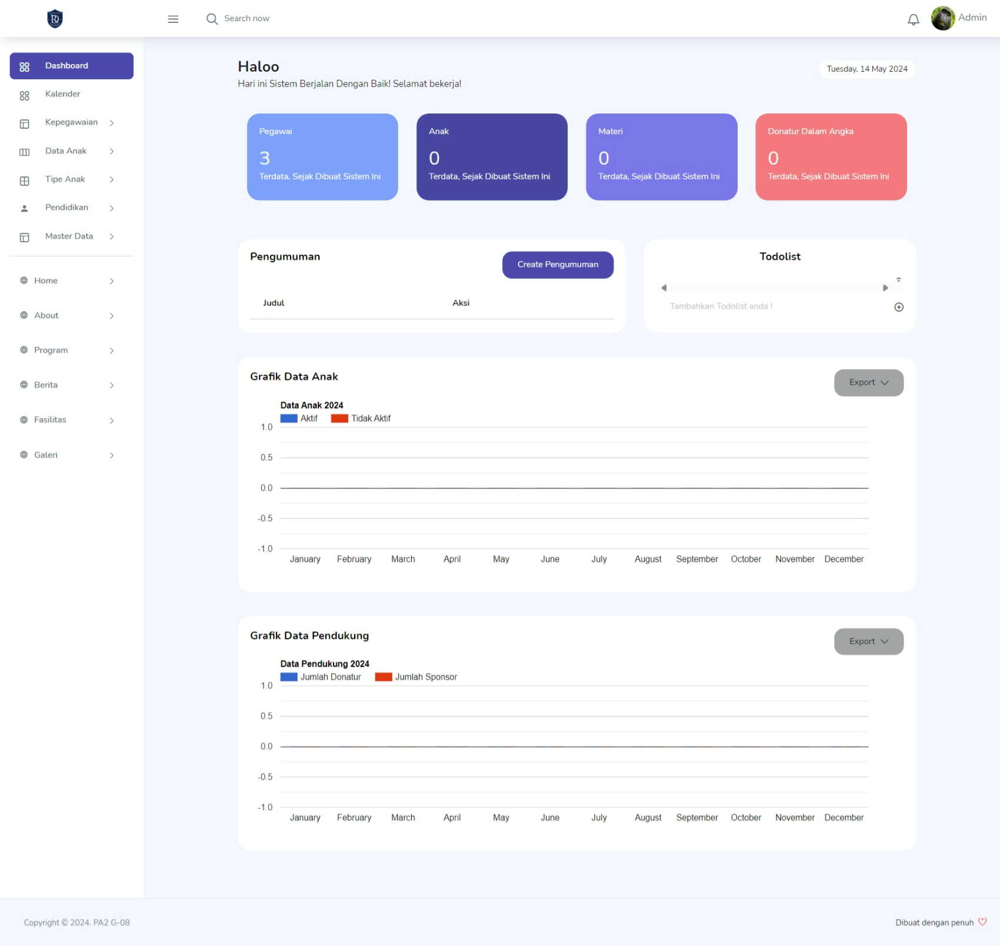 Search now
Admin
Dashboard
Kalender
Kepegawaian
Data Anak
Tipe Anak
Pendidikan
Master Data
Home
About
Program
Berita
Fasilitas
Galeri
Haloo
Tuesday, 14 May 2024
Hari ini Sistem Berjalan Dengan Baik! Selamat bekerja!
Pegawai
3
Terdata, Sejak Dibuat Sistem Ini
Anak
0
Terdata, Sejak Dibuat Sistem Ini
Materi
0
Terdata, Sejak Dibuat Sistem Ini
Donatur Dalam Angka
0
Terdata, Sejak Dibuat Sistem Ini
Pengumuman
Create Pengumuman
Judul Aksi
Todolist
Tambahkan Todolist anda !
Grafik Data Anak
Export
Data Anak 2024
Aktif Tidak Aktif
1.0
0.5
0.0
-0.5
-1.0
January February March April May June July August September October November December
Grafik Data Pendukung
Export
Data Pendukung 2024
Jumlah Donatur Jumlah Sponsor
1.0
0.5
0.0
-0.5
-1.0
January February March April May June July August September October November December
Copyright © 2024. PA2 G-08
Dibuat dengan penuh